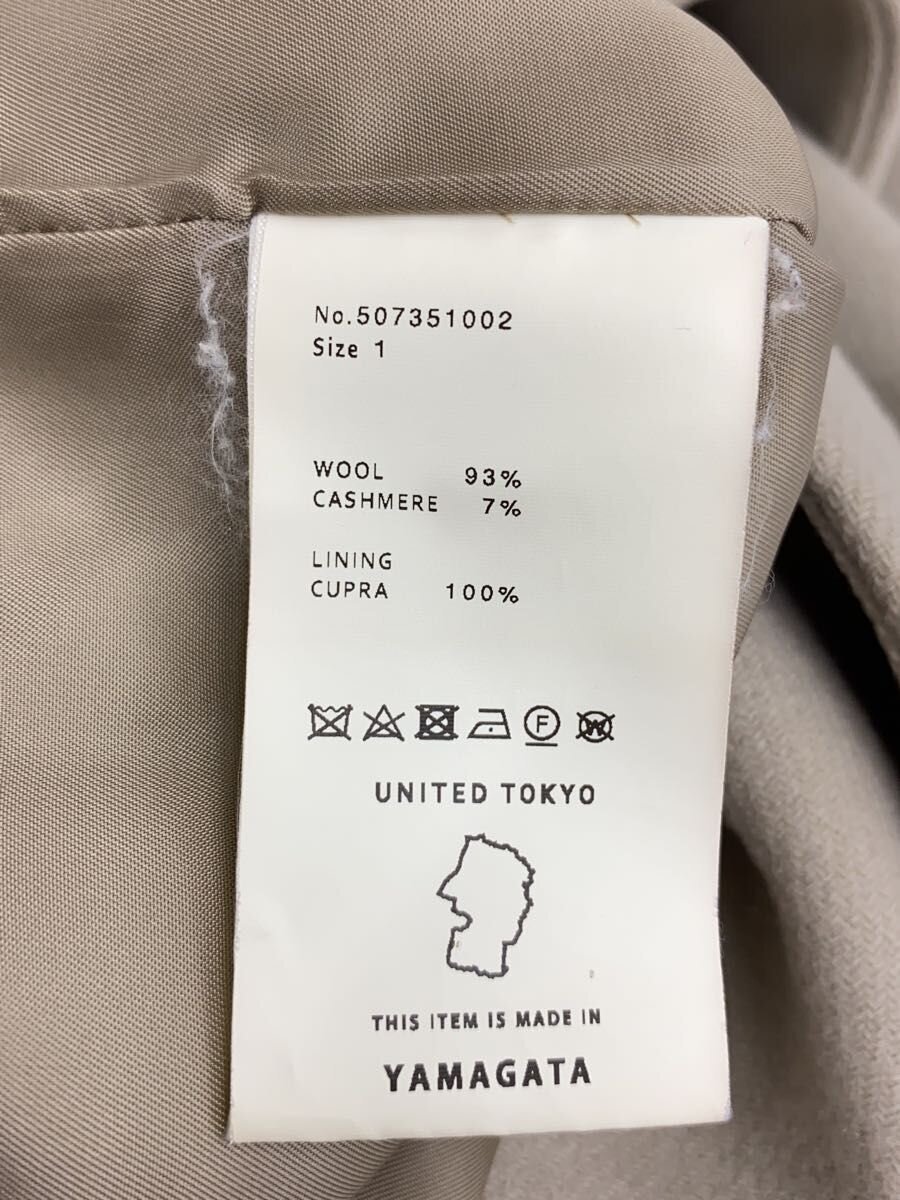 No.507351002
Size 1
WOOL 93%
CASHMERE 7%
LINING
CUPRA 100%
F W
UNITED TOKYO
THIS ITEM IS MADE IN
YAMAGATA